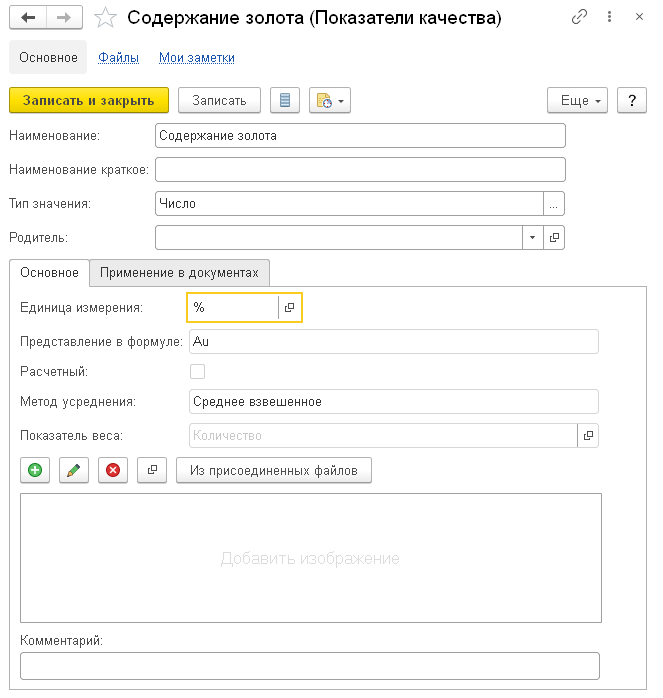 Содержание золота (Показатели качества)
Основное Файлы Мои заметки
Записать и закрыть Записать Еще ?
Наименование: Содержание золота
Наименование краткое:
Тип значения: Число ...
Родитель:
Основное Применение в документах
Единица измерения: %
Представление в формуле: Au
Расчетный:
Метод усреднения: Среднее взвешенное
Показатель веса: Количество
Из присоединенных файлов
Добавить изображение
Комментарий: